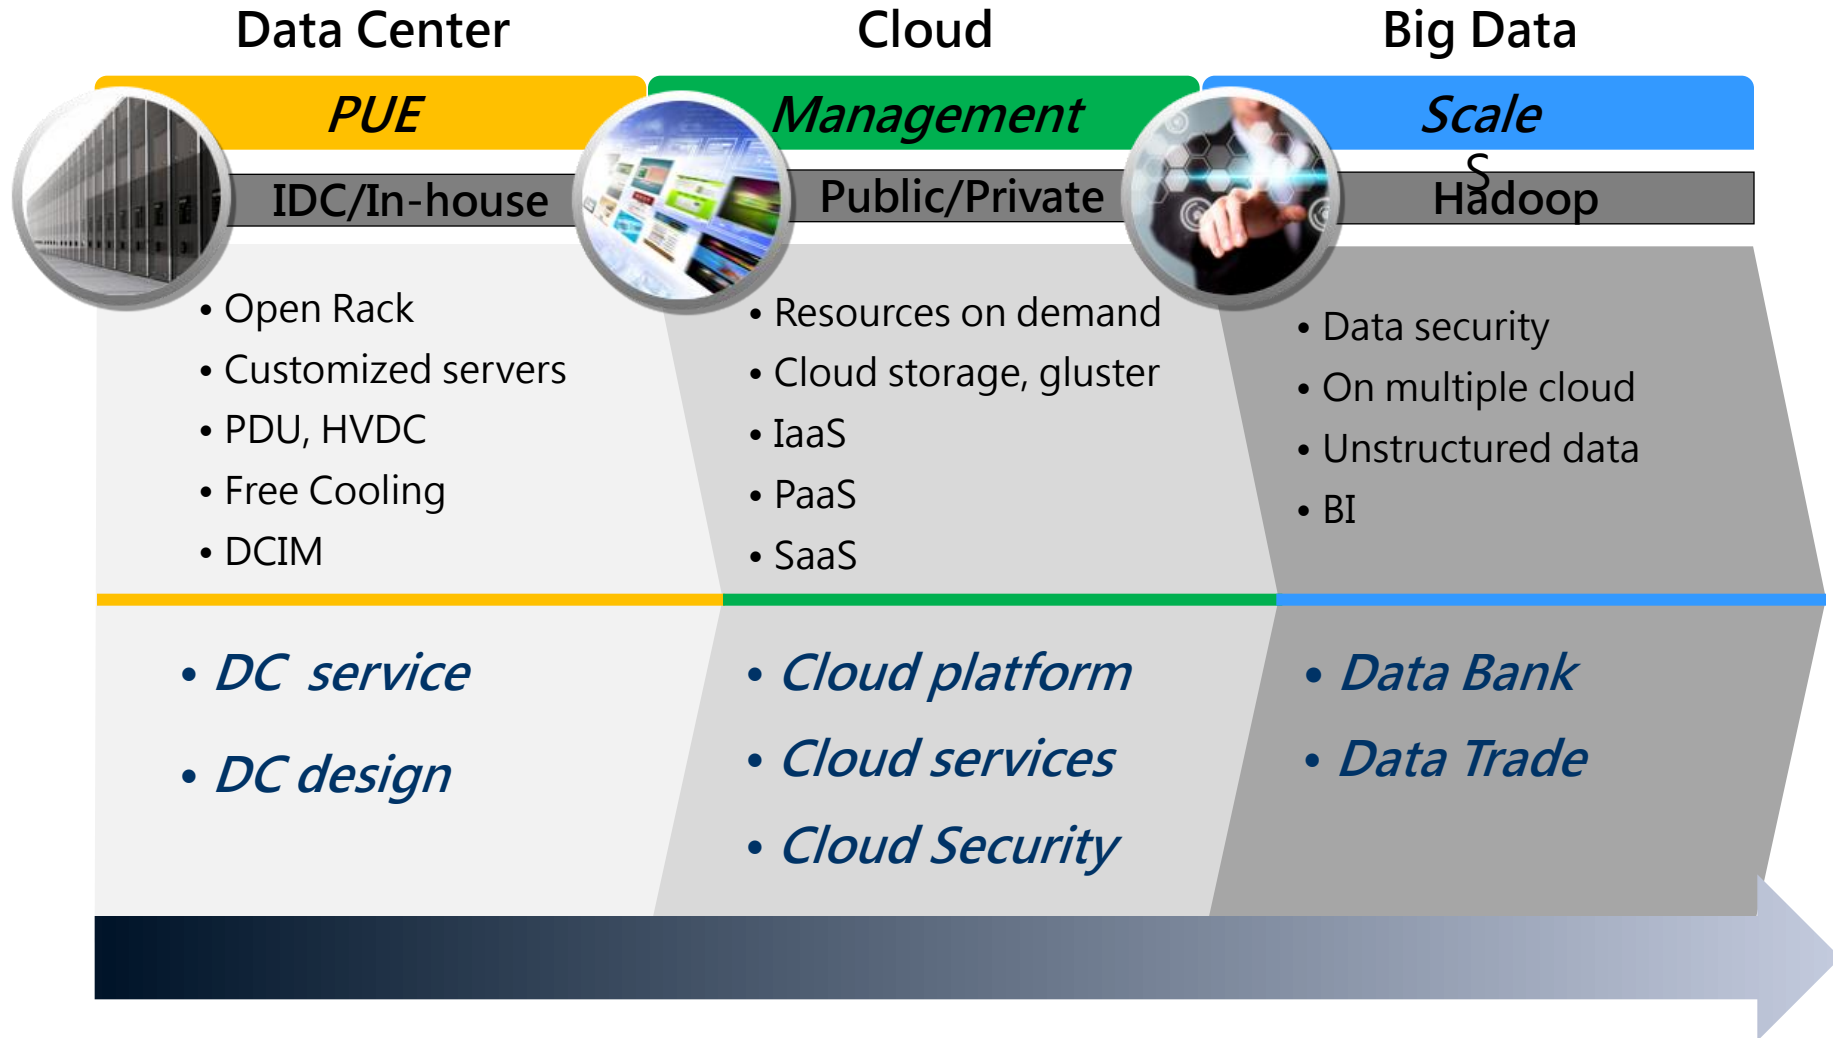 Data Center
PUE
IDC/In-house
• Open Rack
• Customized servers
• PDU, HVDC
• Free Cooling
• DCIM
• DC service
• DC design
Cloud
Management
Public/Private
• Resources on demand
• Cloud storage, gluster
• IaaS
• PaaS
• SaaS
• Cloud platform
• Cloud services
• Cloud Security
Big Data
Scale
S
Hadoop
• Data security
• On multiple cloud
• Unstructured data
• BI
• Data Bank
• Data Trade